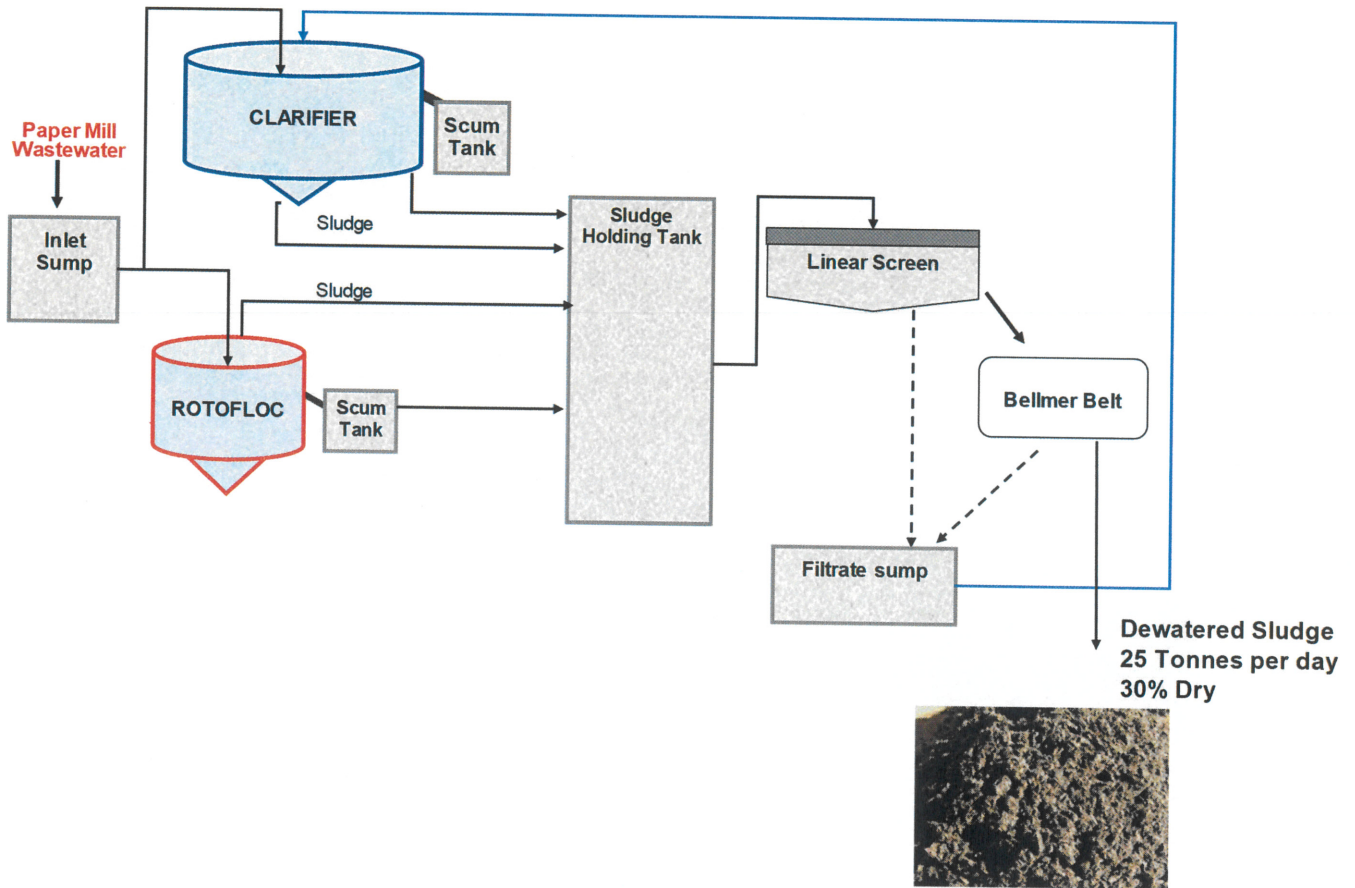 CLARIFIER
Scum
Tank
Paper Mill
Wastewater
Inlet
Sump
Sludge
Sludge
Holding Tank
Linear Screen
Sludge
ROTOFLOC
Scum
Tank
Bellmer Belt
Filtrate sump
Dewatered Sludge
25 Tonnes per day
30% Dry